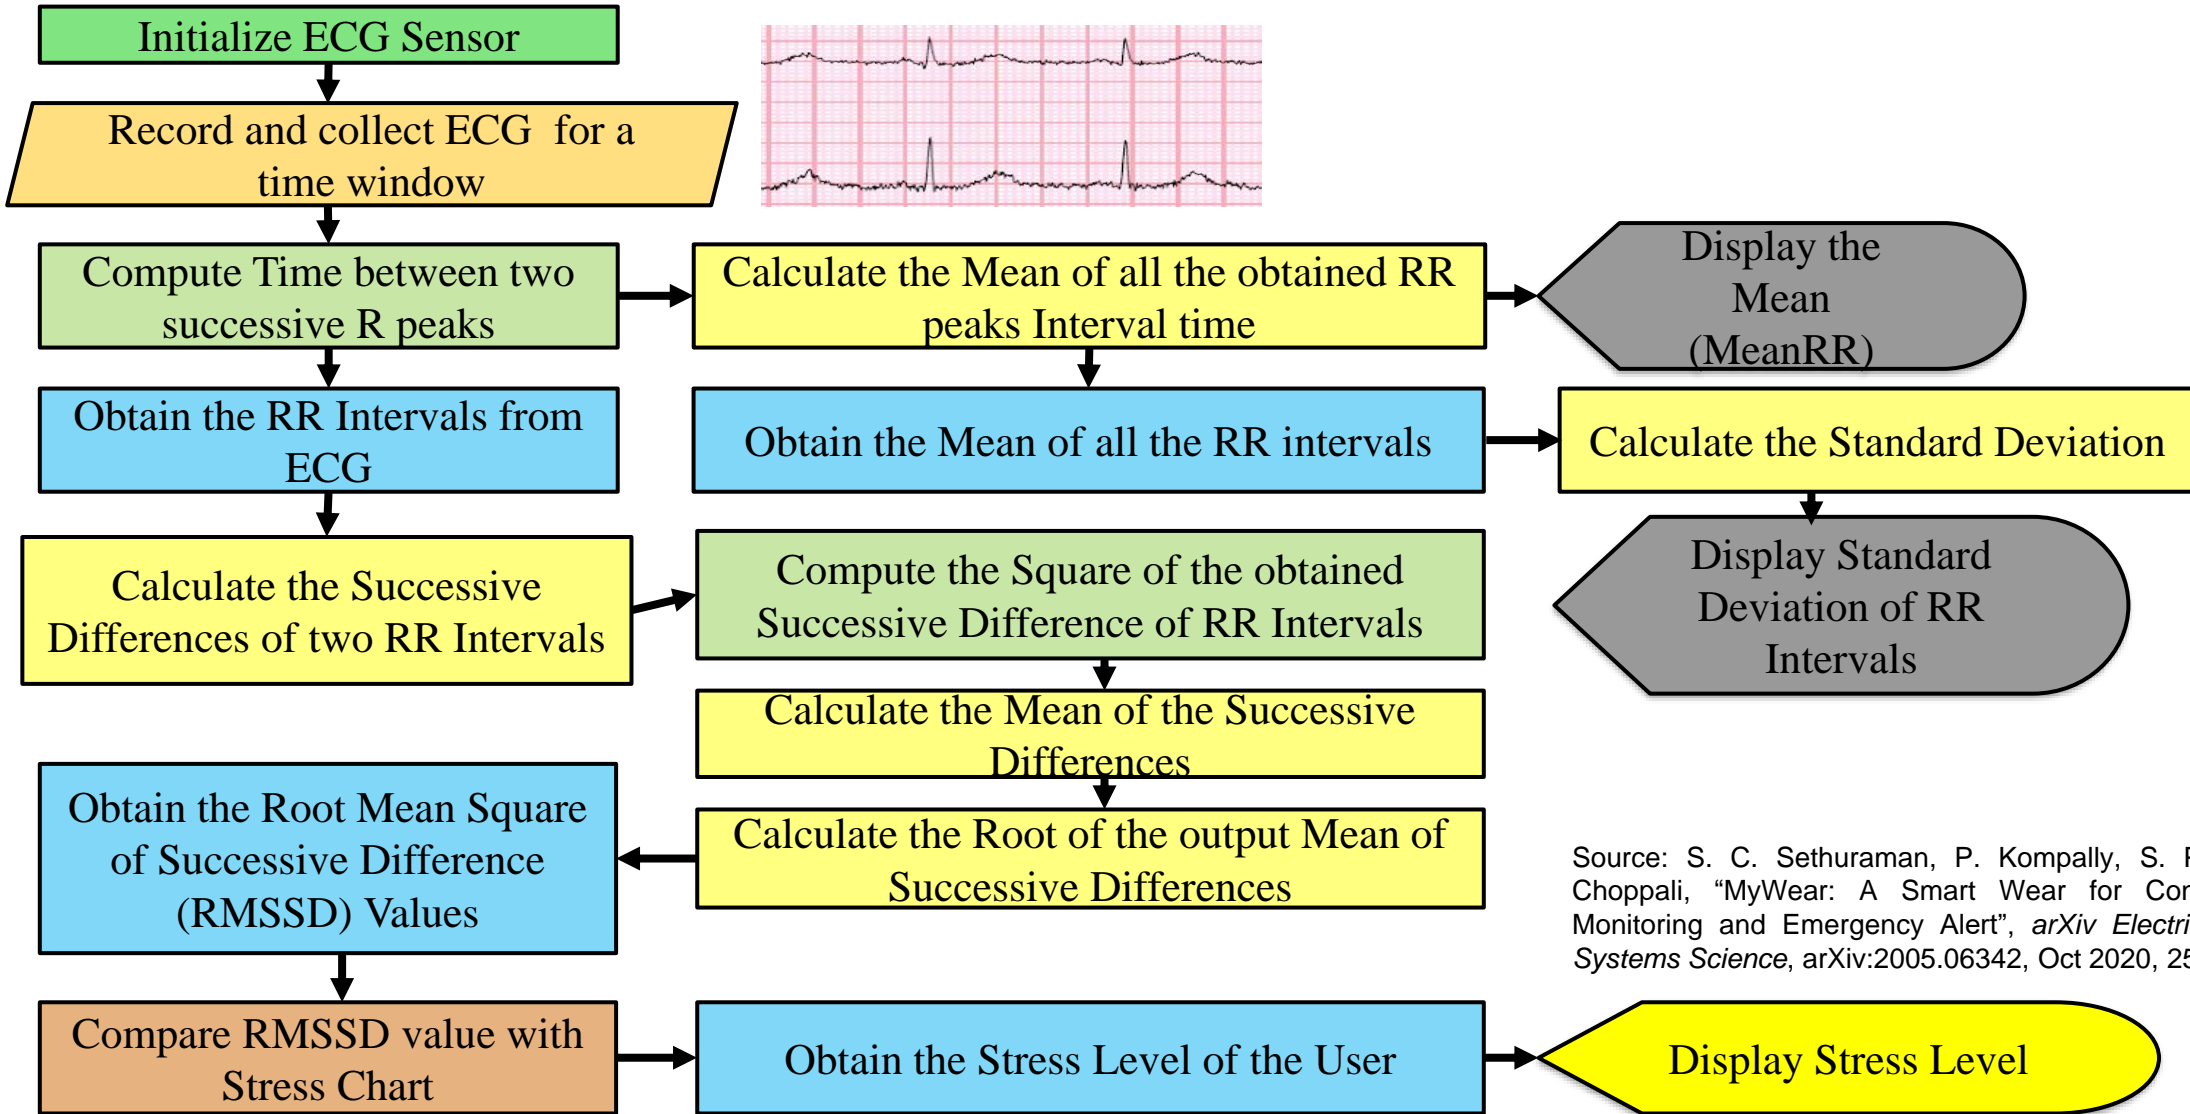 Initialize ECG Sensor
Record and collect ECG for a
time window
Compute Time between two
successive R peaks
Calculate the Mean of all the obtained RR
peaks Interval time
Display the
Mean
(MeanRR)
Obtain the RR Intervals from
ECG
Obtain the Mean of all the RR intervals
Calculate the Standard Deviation
Calculate the Successive
Differences of two RR Intervals
Compute the Square of the obtained
Successive Difference of RR Intervals
Display Standard
Deviation of RR
Intervals
Calculate the Mean of the Successive
Differences
Calculate the Root of the output Mean of
Successive Differences
Obtain the Root Mean Square
of Successive Difference
(RMSSD) Values
Source: S. C. Sethuraman, P. Kompally, S. P
Choppali, “MyWear: A Smart Wear for Con
Monitoring and Emergency Alert”, arXiv Electri
Systems Science, arXiv:2005.06342, Oct 2020, 25
Compare RMSSD value with
Stress Chart
Obtain the Stress Level of the User
Display Stress Level